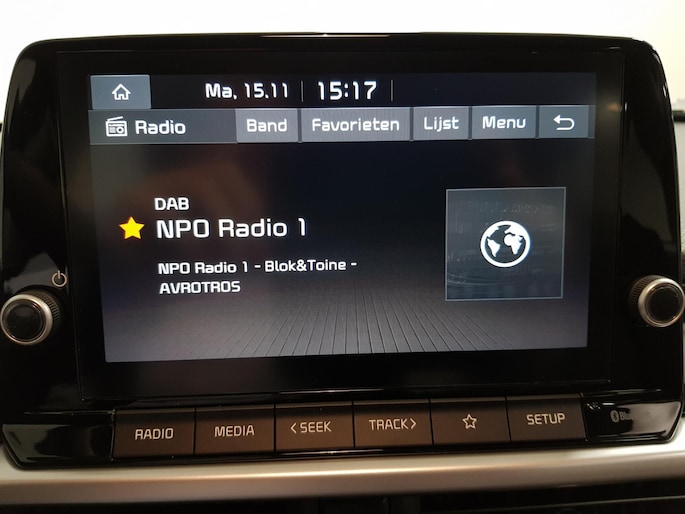 Ma, 15.11 15:17
Radio Band Favorieten Lijst Menu
DAB
NPO Radio 1
NPO Radio 1 - Blok&Toine -
AVROTROS
RADIO MEDIA <SEEK TRACK> SETUP